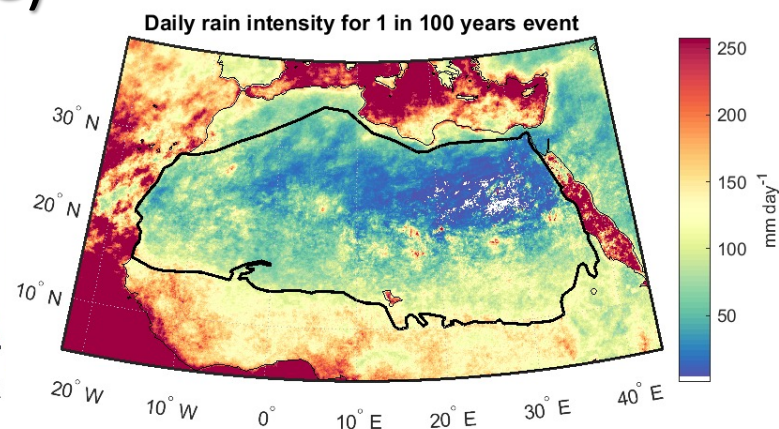 Daily rain intensity for 1 in 100 years event
30° N
20° N
10° N
20° W
10° W
0°
10° E
20° E
30° E
40° E
250
200
150
100
50
mm day⁻¹